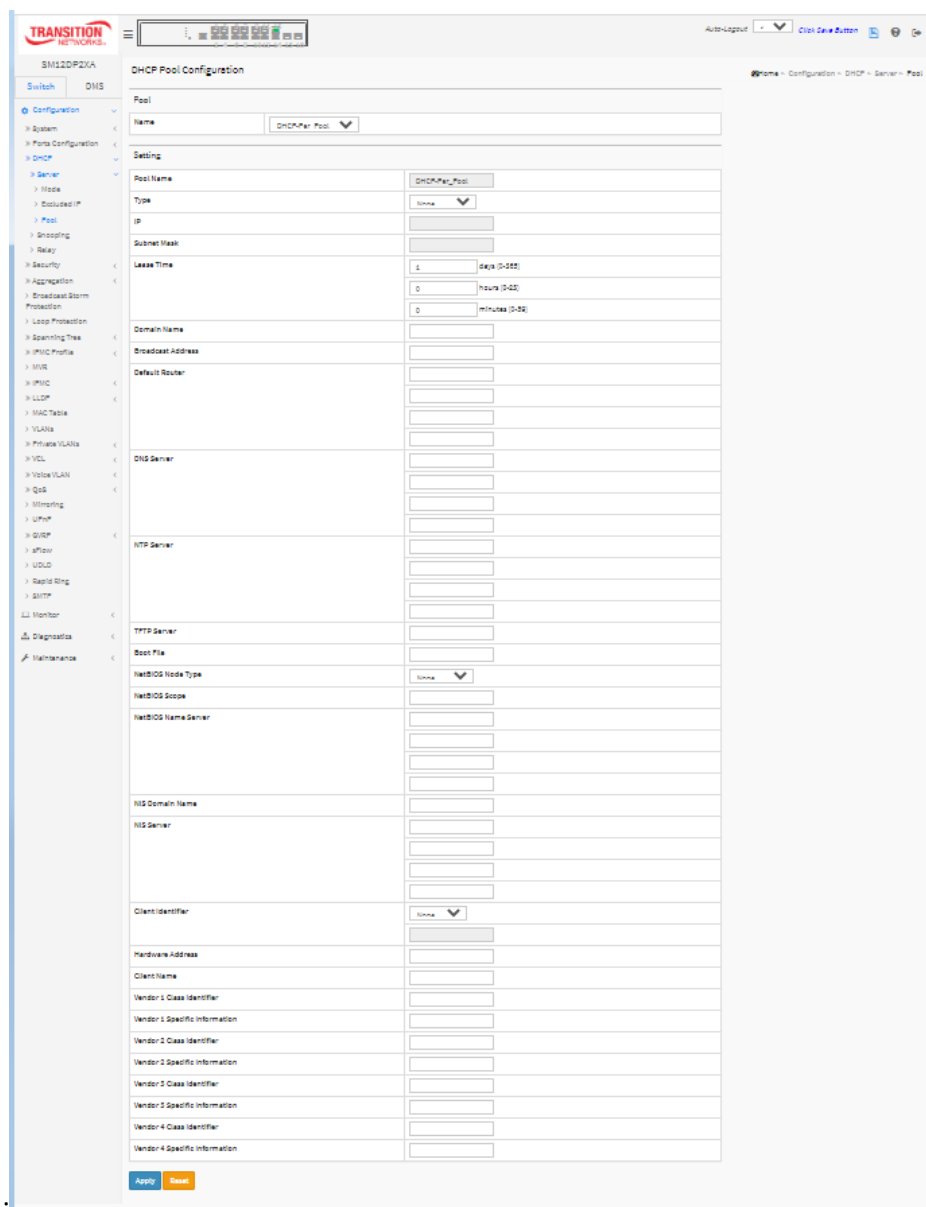 TRANSITION
NETWORKS
Auto-Logout
Click Save Button
SM12DP2XA
Switch DMS
DHCP Pool Configuration
Home > Configuration > DHCP > Server > Pool
Configuration
System
Ports Configuration
DHCP
Server
Mode
Excluded IP
Pool
Snooping
Relay
Security
Aggregation
Broadcast Storm
Protection
Loop Protection
Spanning Tree
IPMC Profile
MVR
IPMC
LLDP
MAC Table
VLANs
Private VLANs
VCL
Voice VLAN
QoS
Mirroring
UPnP
GVRP
sFlow
UDLD
Rapid Ring
SMTP
Monitor
Diagnostics
Maintenance
Pool
Name DHCP-Per_Pool
Setting
Pool Name DHCP-Per_Pool
Type None
IP
Subnet Mask
Lease Time 1 days (0-365)
0 hours (0-23)
0 minutes (0-59)
Domain Name
Broadcast Address
Default Router
DNS Server
NTP Server
TFTP Server
Boot File
NetBIOS Node Type None
NetBIOS Scope
NetBIOS Name Server
NIS Domain Name
NIS Server
Client Identifier None
Hardware Address
Client Name
Vendor 1 Class Identifier
Vendor 1 Specific Information
Vendor 2 Class Identifier
Vendor 2 Specific Information
Vendor 3 Class Identifier
Vendor 3 Specific Information
Vendor 4 Class Identifier
Vendor 4 Specific Information
Apply Reset